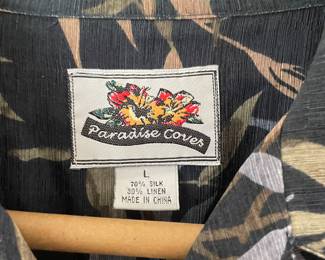 Paradise Coves
L
70% SILK
30% LINEN
MADE IN CHINA